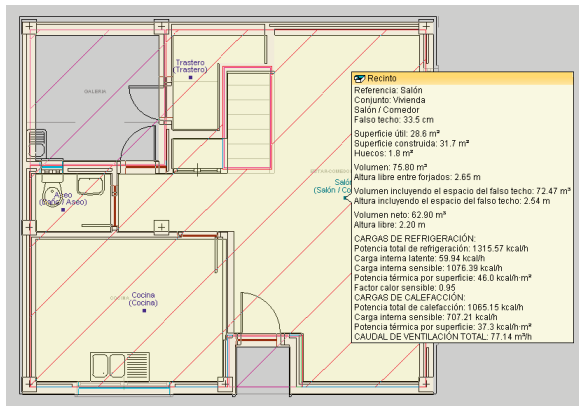 Trastero
(Trastero)
GALERIA
Aseo
(Baño / Aseo)
Cocina
(Cocina)
Salón
(Salón / Co
Recinto
Referencia: Salón
Conjunto: Vivienda
Salón / Comedor
Falso techo: 33.5 cm
Superficie útil: 28.6 m²
Superficie construida: 31.7 m²
Huecos: 1.8 m²
Volumen: 75.80 m³
Altura libre entre forjados: 2.65 m
Volumen incluyendo el espacio del falso techo: 72.47 m³
Altura incluyendo el espacio del falso techo: 2.54 m
Volumen neto: 62.90 m³
Altura libre: 2.20 m
CARGAS DE REFRIGERACIÓN:
Potencia total de refrigeración: 1315.57 kcal/h
Carga interna latente: 59.94 kcal/h
Carga interna sensible: 1076.39 kcal/h
Potencia térmica por superficie: 46.0 kcal/h·m²
Factor calor sensible: 0.95
CARGAS DE CALEFACCIÓN:
Potencia total de calefacción: 1065.15 kcal/h
Carga interna sensible: 707.21 kcal/h
Potencia térmica por superficie: 37.3 kcal/h·m²
CAUDAL DE VENTILACIÓN TOTAL: 77.14 m³/h